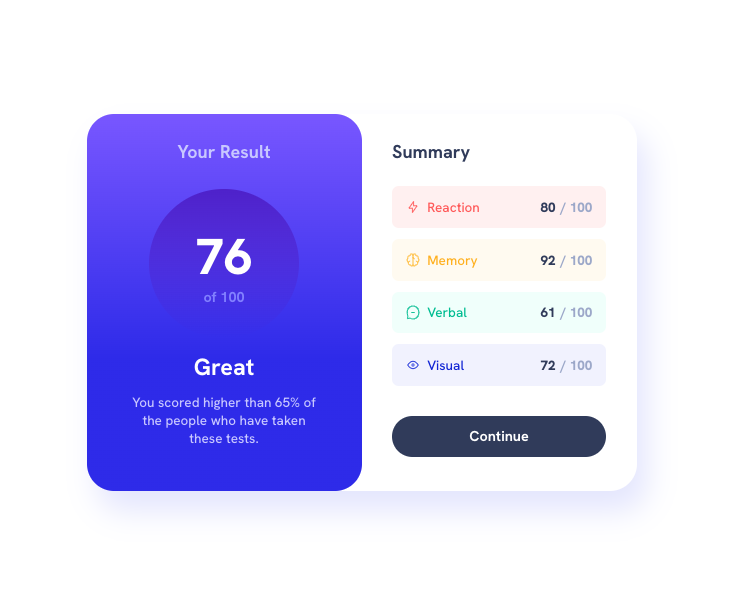 Your Result
76
of 100
Great
You scored higher than 65% of
the people who have taken
these tests.
Summary
Reaction 80 / 100
Memory 92 / 100
Verbal 61 / 100
Visual 72 / 100
Continue